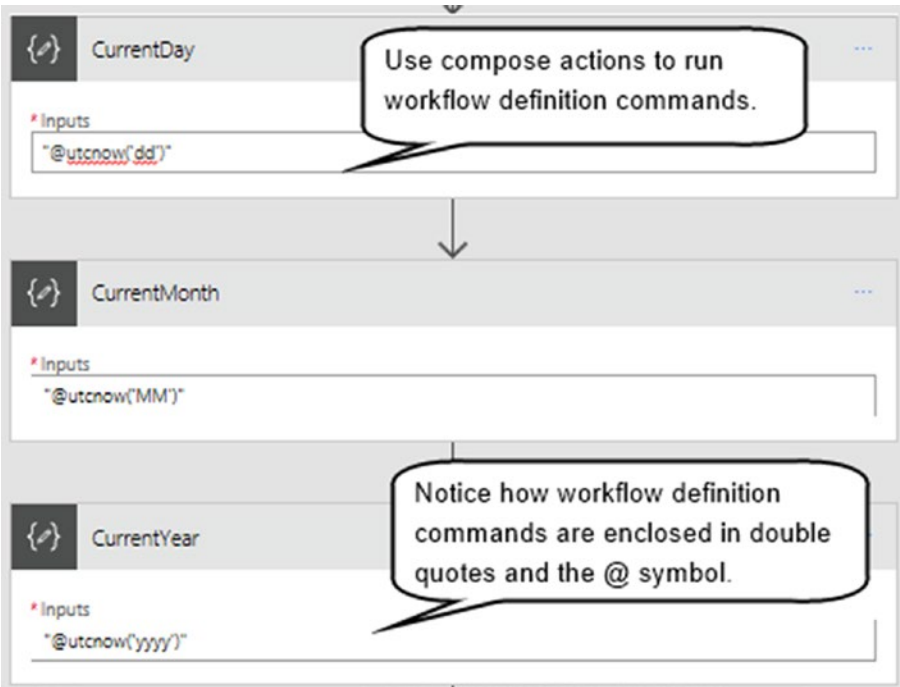 CurrentDay
...
Use compose actions to run
workflow definition commands.
* Inputs
"@utcnow('dd')"
CurrentMonth
...
* Inputs
"@utcnow('MM')"
Notice how workflow definition
commands are enclosed in double
quotes and the @ symbol.
CurrentYear
* Inputs
"@utcnow('yyyy')"